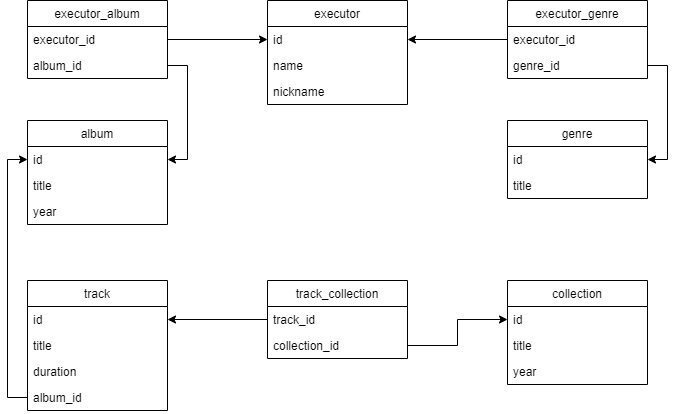 executor_album
executor_id
album_id
executor
id
name
nickname
executor_genre
executor_id
genre_id
album
id
title
year
genre
id
title
track
id
title
duration
album_id
track_collection
track_id
collection_id
collection
id
title
year